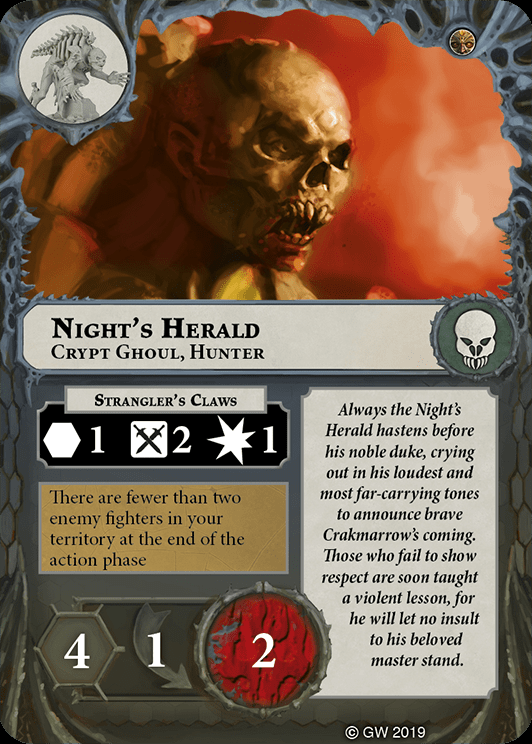 Night's Herald
Crypt Ghoul, Hunter
Strangler's Claws
1 2 1
There are fewer than two
enemy fighters in your
territory at the end of the
action phase
4 1 2
Always the Night's
Herald hastens before
his noble duke, crying
out in his loudest and
most far-carrying tones
to announce brave
Crakmarrow's coming.
Those who fail to show
respect are soon taught
a violent lesson, for
he will let no insult
to his beloved
master stand.
© GW 2019